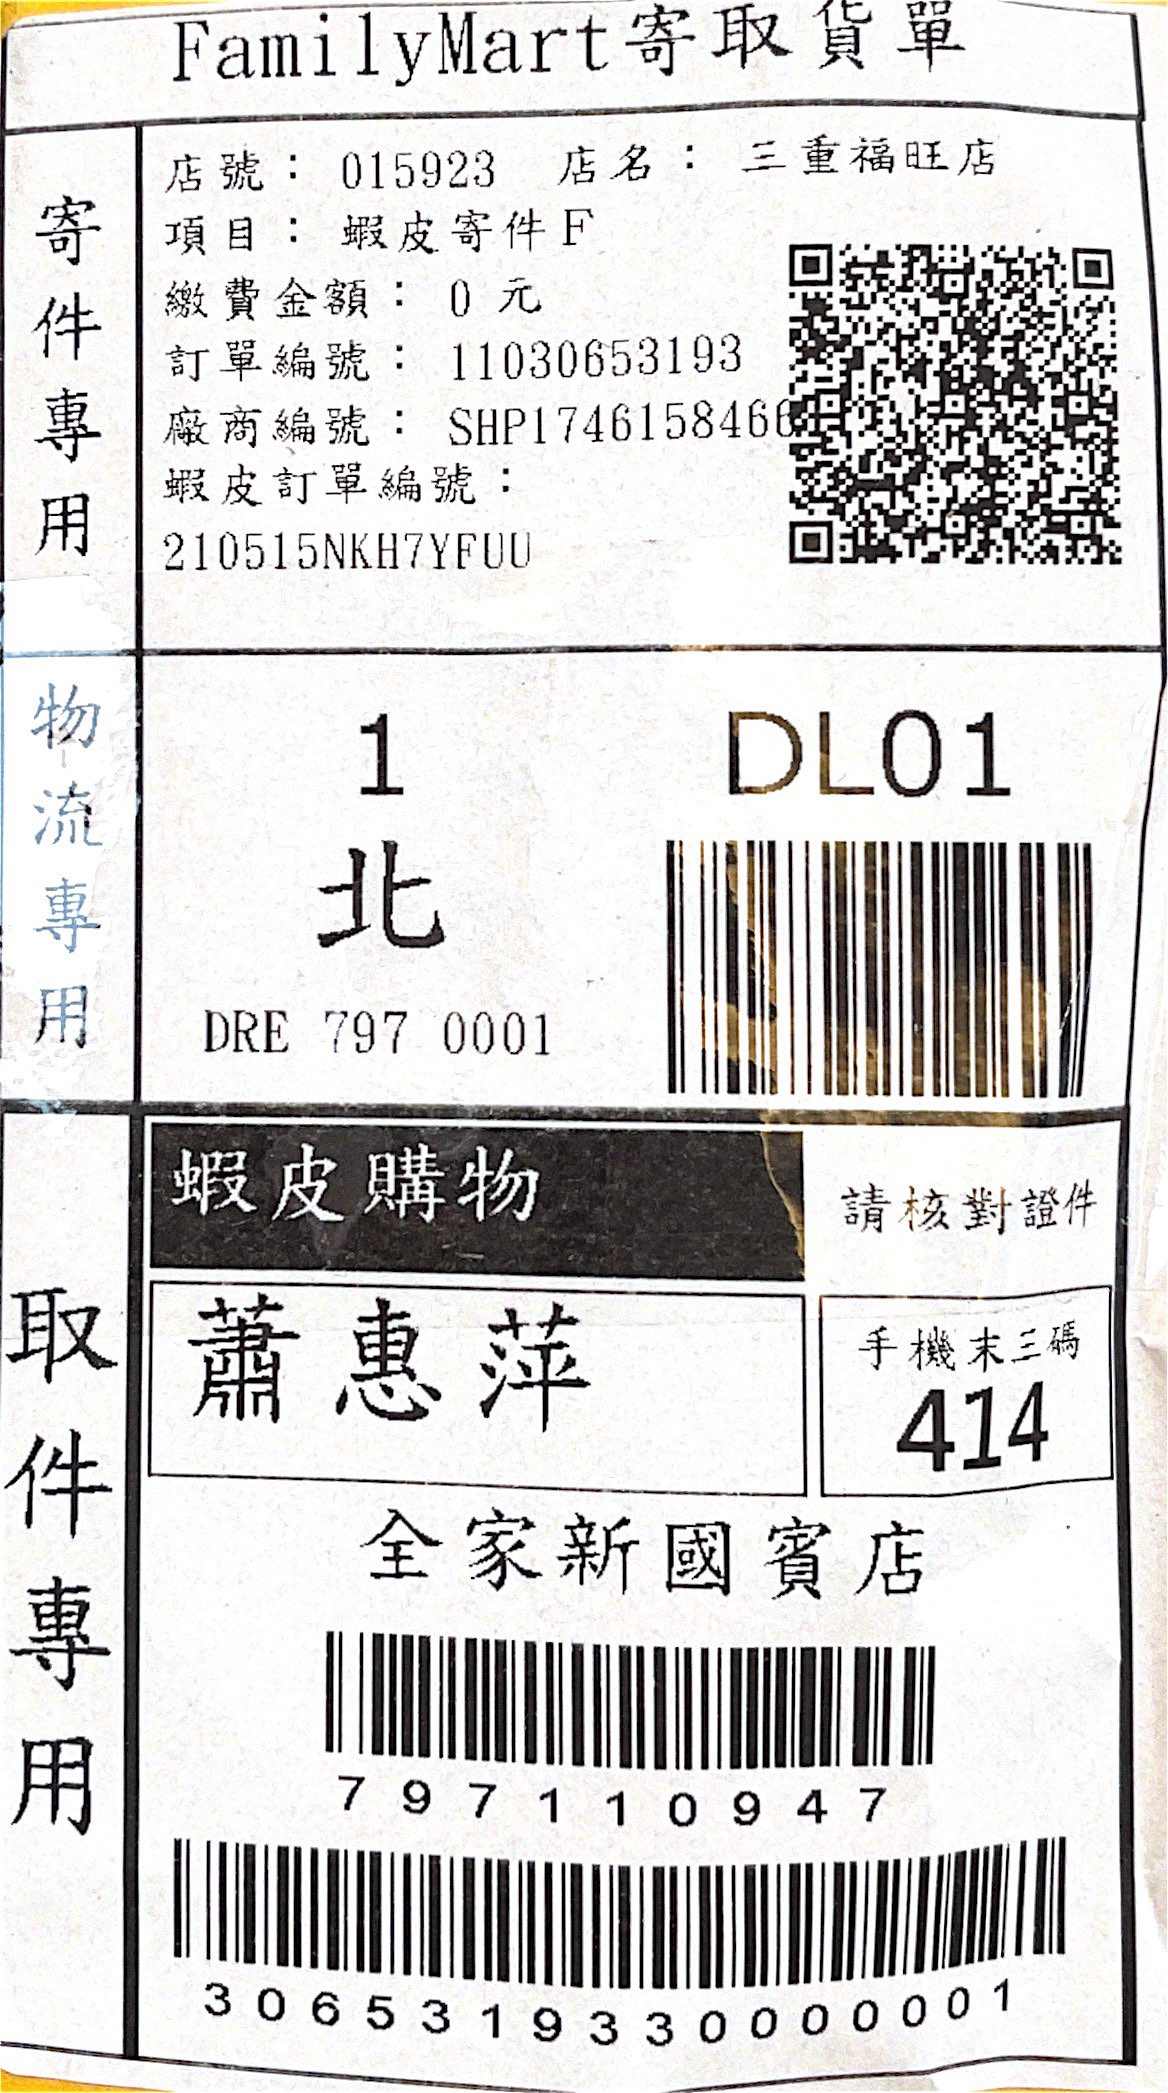 FamilyMart寄取貨單
寄件專用
店號： 015923 店名： 三重福旺店
項目： 蝦皮寄件F
繳費金額： 0 元
訂單編號： 11030653193
廠商編號： SHP1746158466
蝦皮訂單編號：
210515NKH7YFUU
物流專用
1
北
DRE 797 0001
DL01
取件專用
蝦皮購物
請核對證件
蕭惠萍
手機末三碼
414
全家新國賓店
797110947
3065319330000001